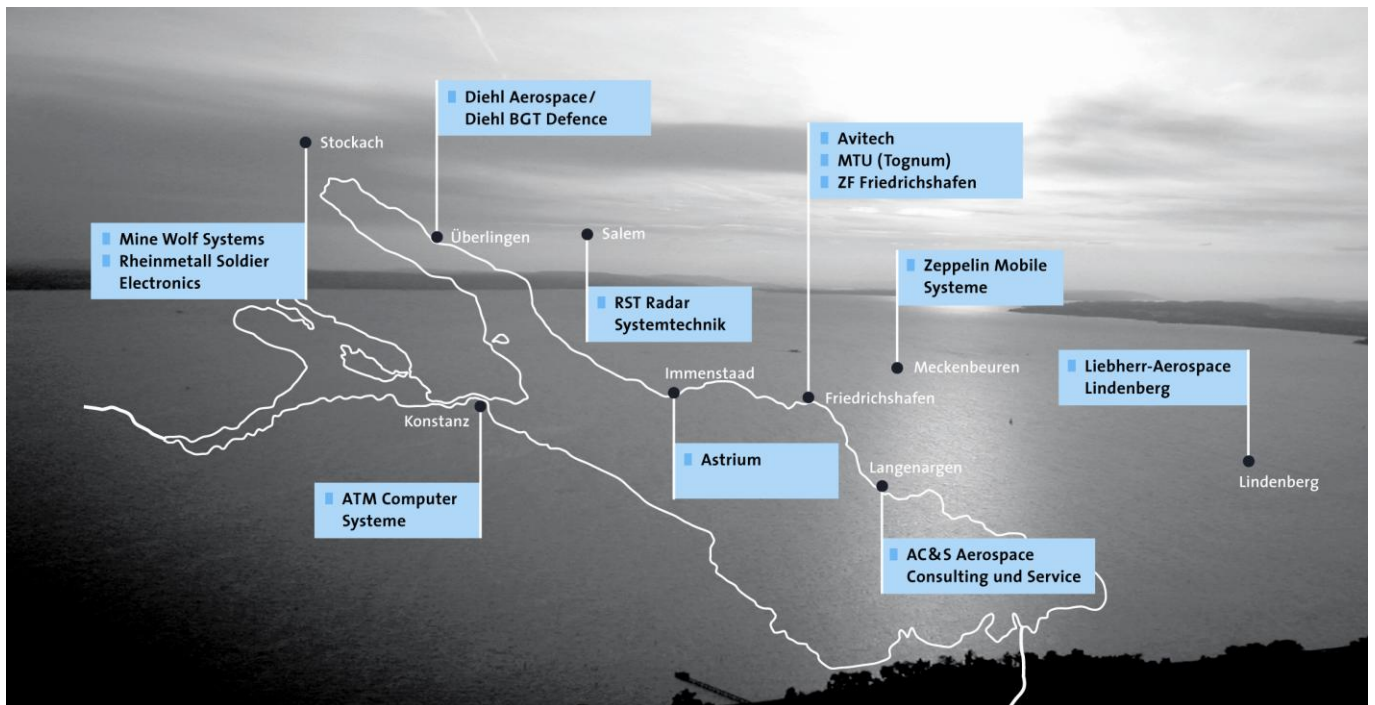 Diehl Aerospace/
Diehl BGT Defence
Stockach
Avitech
MTU (Tognum)
ZF Friedrichshafen
Mine Wolf Systems
Rheinmetall Soldier
Electronics
Überlingen
Salem
Zeppelin Mobile
Systeme
RST Radar
Systemtechnik
Immenstaad
Meckenbeuren
Liebherr-Aerospace
Lindenberg
Friedrichshafen
Konstanz
Astrium
Langenargen
Lindenberg
ATM Computer
Systeme
AC&S Aerospace
Consulting und Service